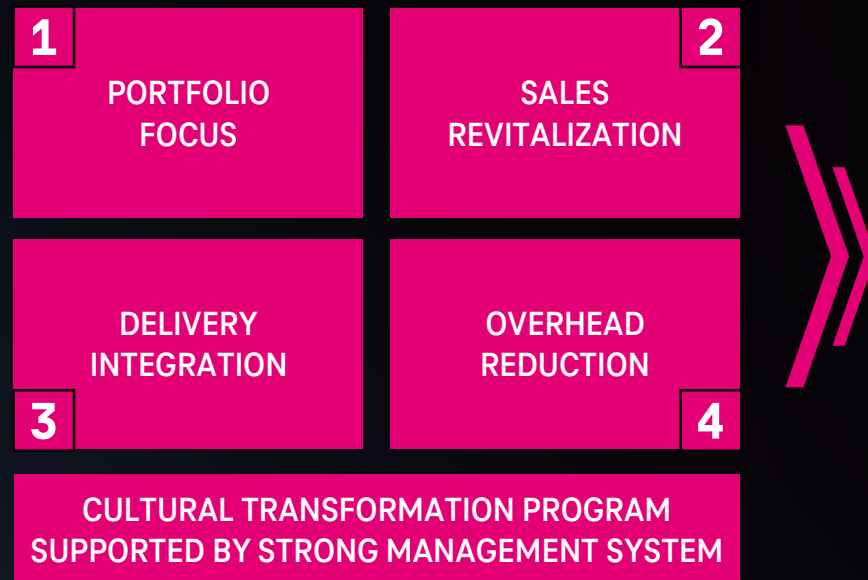 1
PORTFOLIO
FOCUS
2
SALES
REVITALIZATION
3
DELIVERY
INTEGRATION
4
OVERHEAD
REDUCTION
CULTURAL TRANSFORMATION PROGRAM
SUPPORTED BY STRONG MANAGEMENT SYSTEM